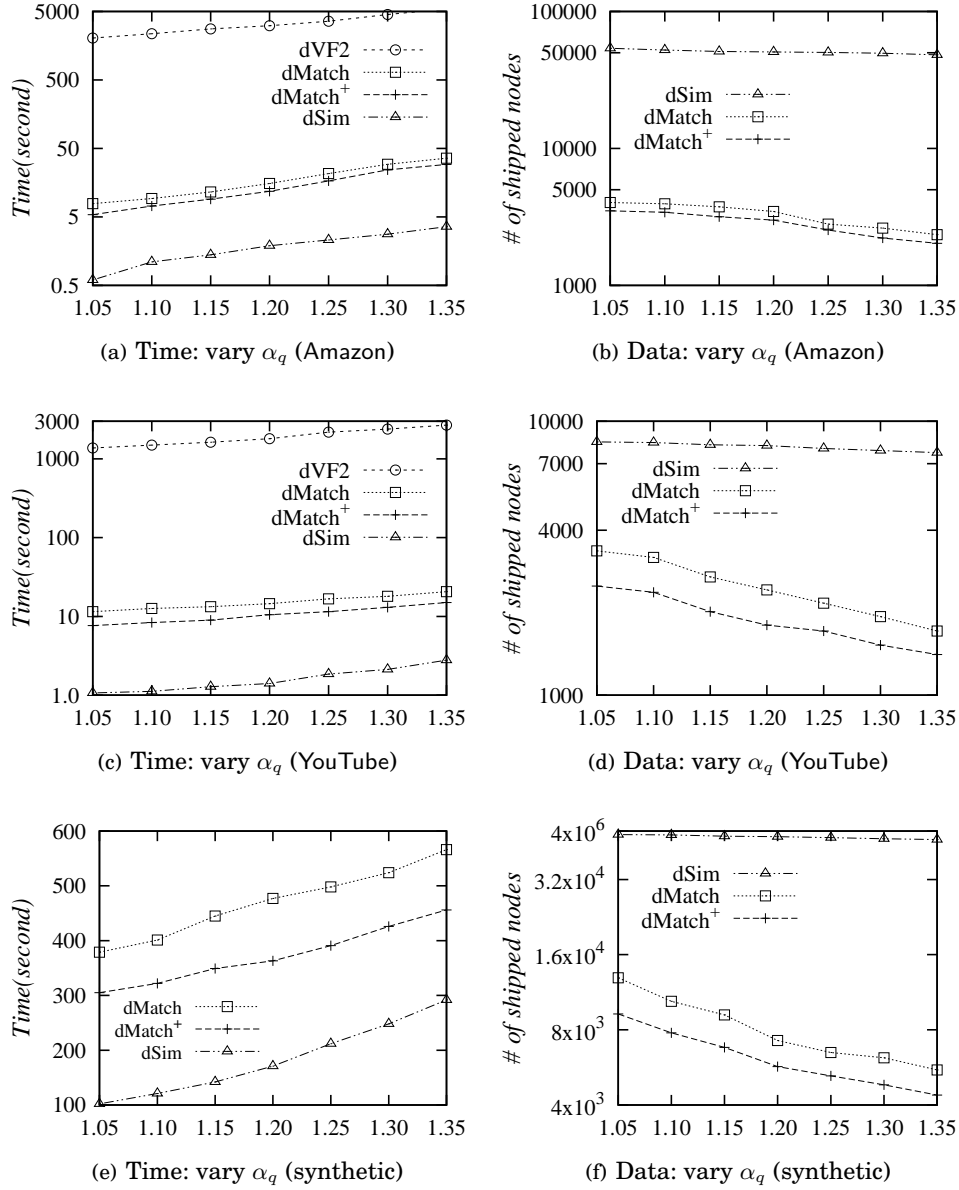 5000
500
50
5
0.5
Time(second)
dVF2
dMatch
dMatch+
dSim
1.05 1.10 1.15 1.20 1.25 1.30 1.35
(a) Time: vary αq (Amazon)
100000
50000
10000
5000
1000
# of shipped nodes
dSim
dMatch
dMatch+
1.05 1.10 1.15 1.20 1.25 1.30 1.35
(b) Data: vary αq (Amazon)
3000
1000
100
10
1.0
Time(second)
dVF2
dMatch
dMatch+
dSim
1.05 1.10 1.15 1.20 1.25 1.30 1.35
(c) Time: vary αq (YouTube)
10000
7000
4000
1000
# of shipped nodes
dSim
dMatch
dMatch+
1.05 1.10 1.15 1.20 1.25 1.30 1.35
(d) Data: vary αq (YouTube)
600
500
400
300
200
100
Time(second)
dMatch
dMatch+
dSim
1.05 1.10 1.15 1.20 1.25 1.30 1.35
(e) Time: vary αq (synthetic)
4x10^6
3.2x10^4
1.6x10^4
8x10^3
4x10^3
# of shipped nodes
dSim
dMatch
dMatch+
1.05 1.10 1.15 1.20 1.25 1.30 1.35
(f) Data: vary αq (synthetic)